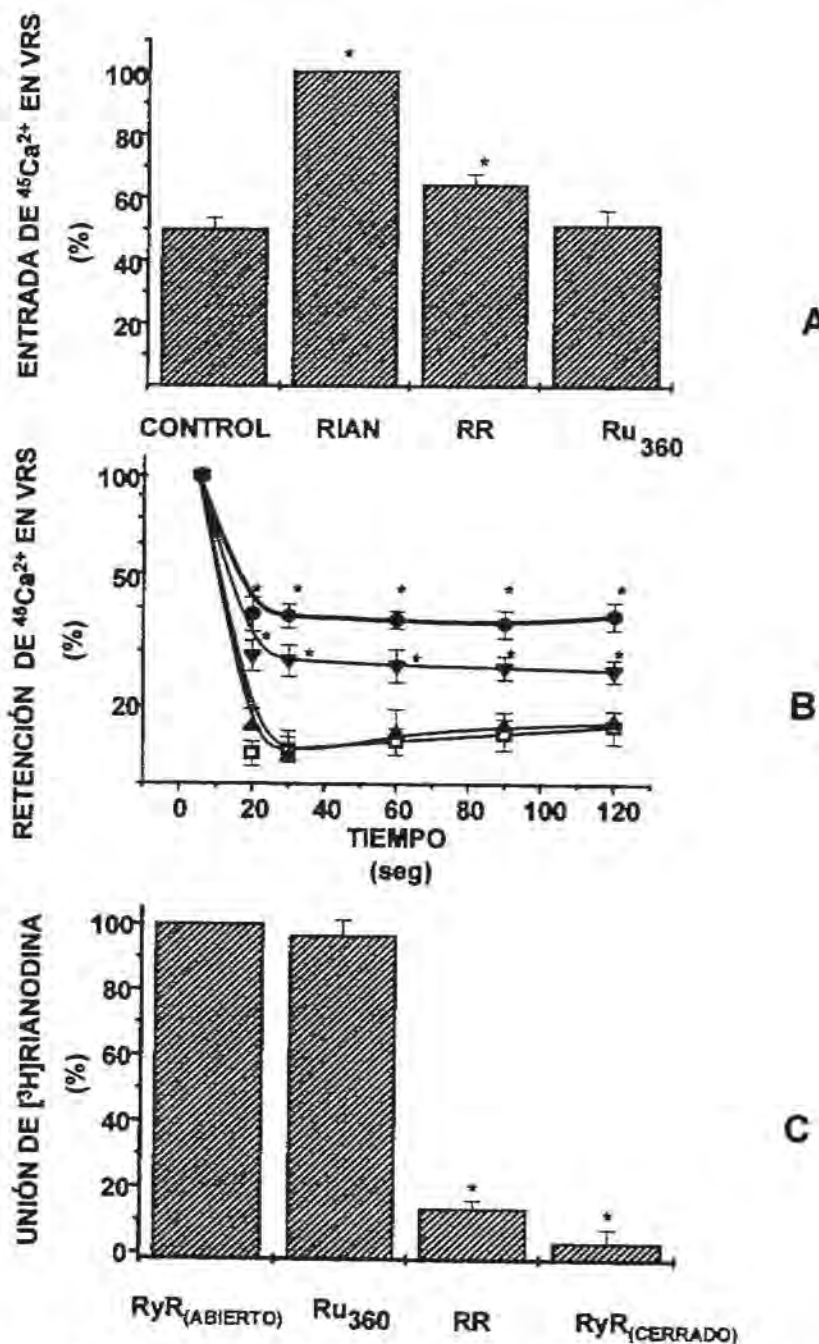 ENTRADA DE ⁴⁵Ca²⁺ EN VRS
(%)
100
80
60
40
20
*
*
CONTROL RIAN RR Ru360
A
RETENCIÓN DE ⁴⁵Ca²⁺ EN VRS
(%)
100
50
20
* * * * *
* * * * *
0 20 40 60 80 100 120
TIEMPO
(seg)
B
UNIÓN DE [³H]RIANODINA
(%)
100
80
60
40
20
0
*
*
RyR(ABIERTO) Ru360 RR RyR(CERRADO)
C